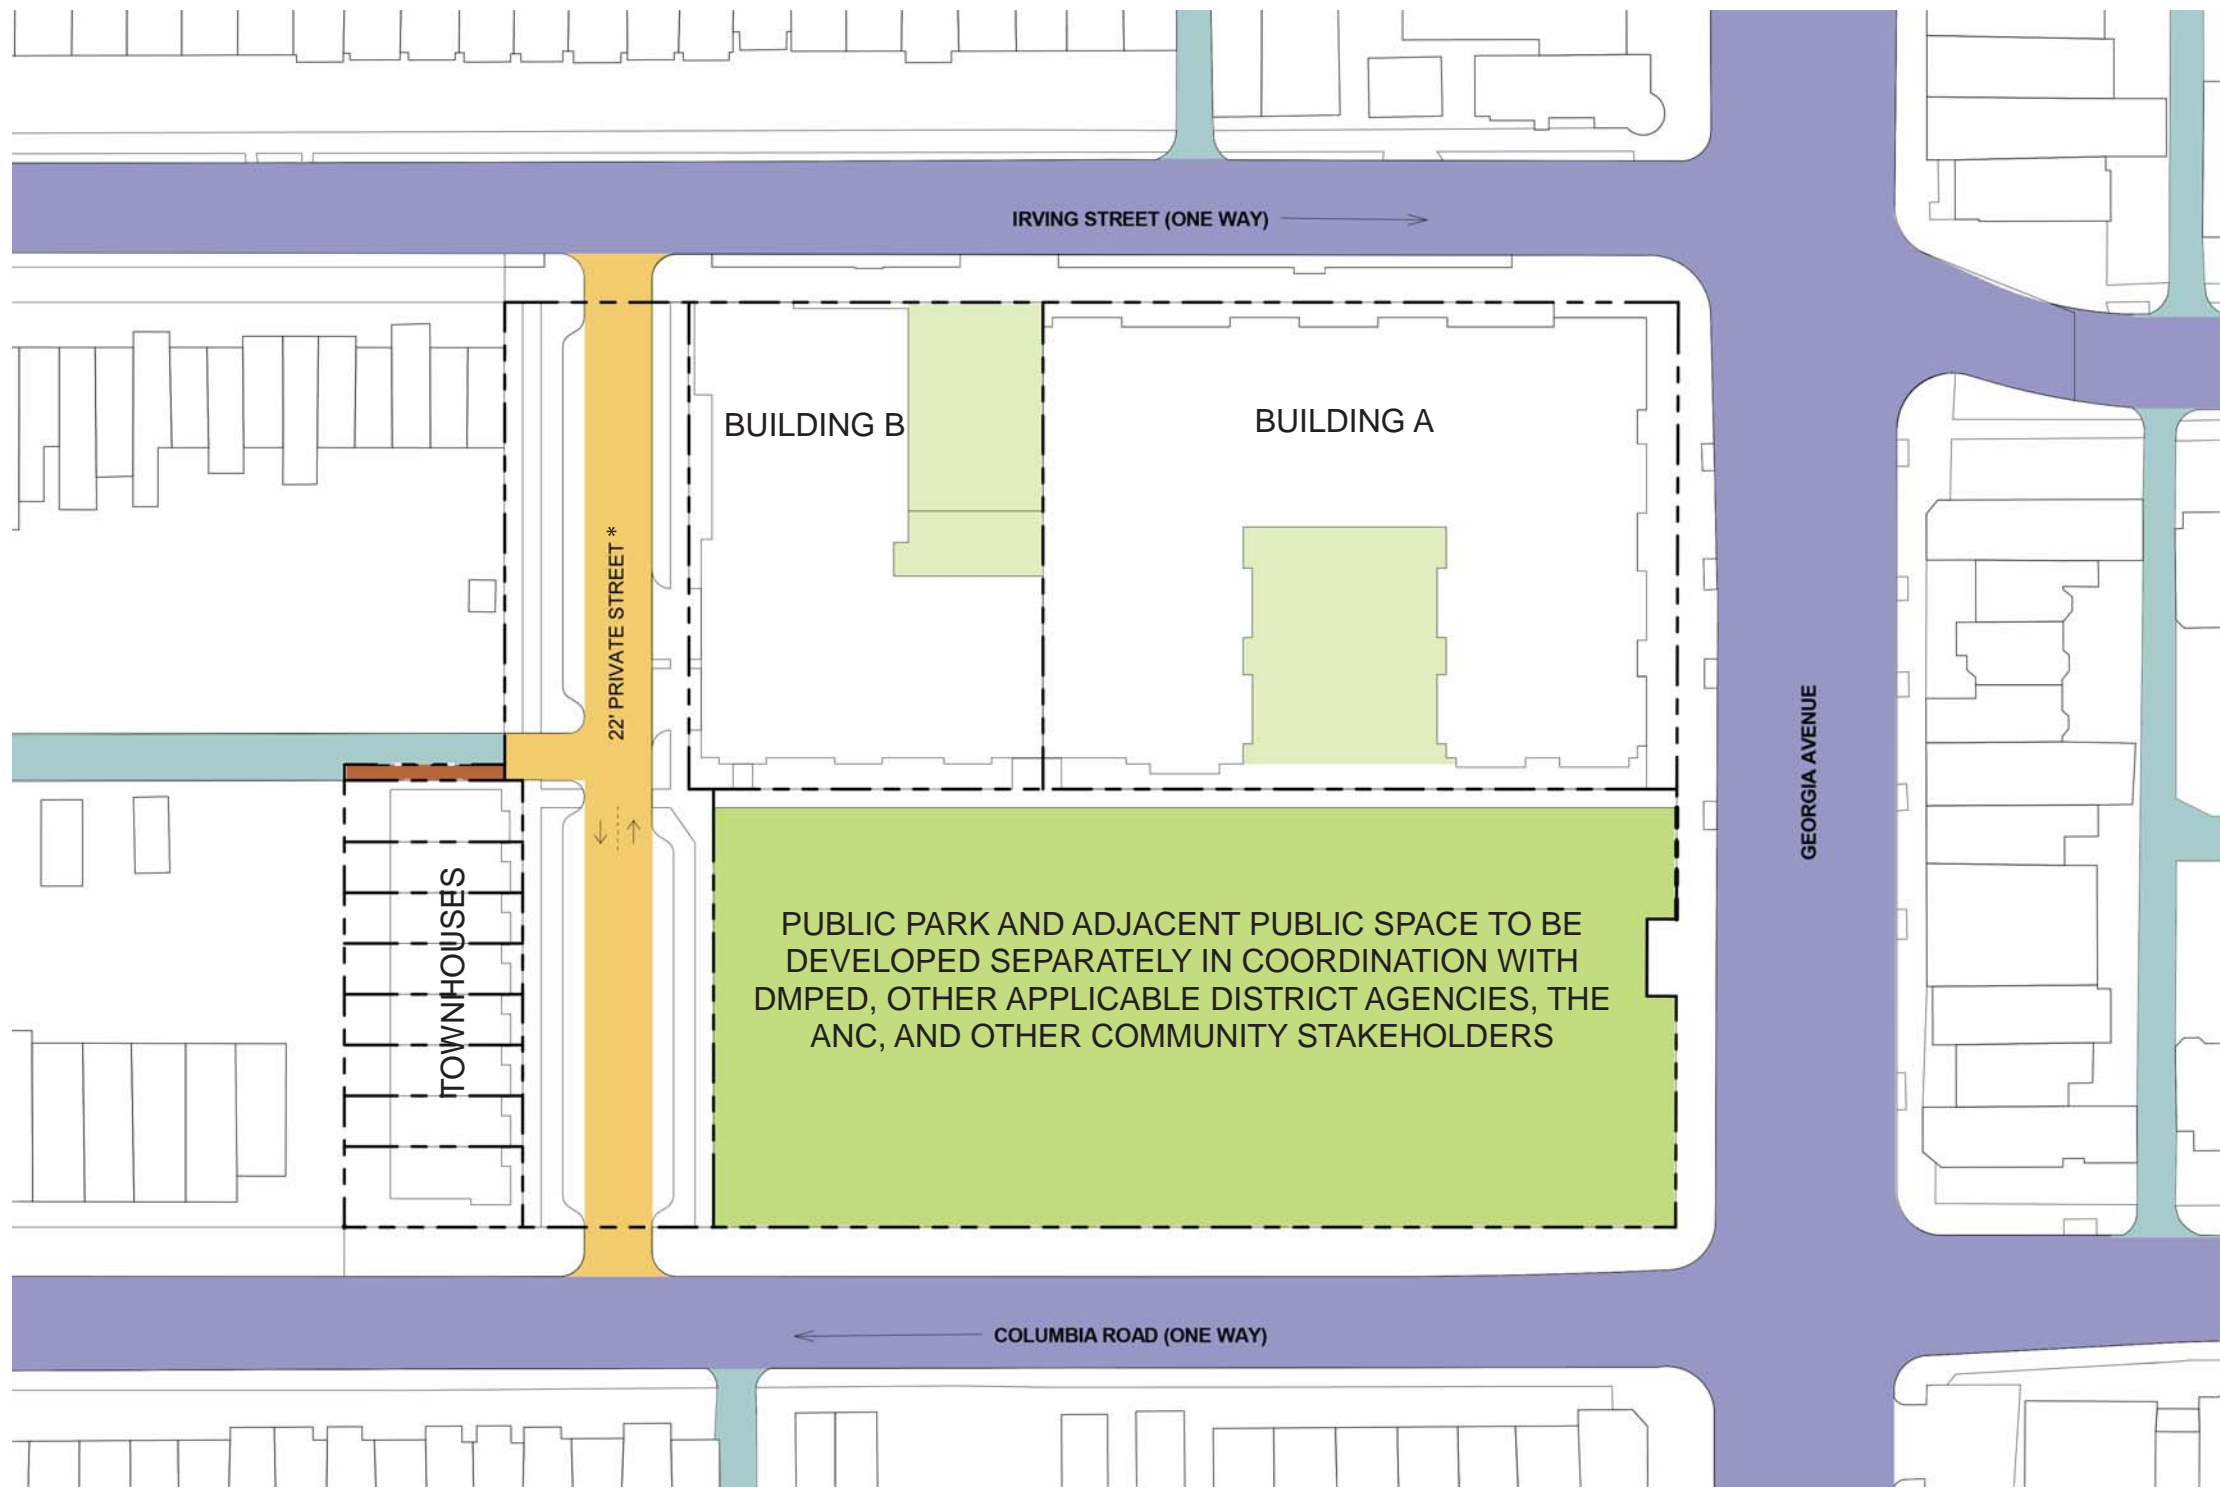 IRVING STREET (ONE WAY)
BUILDING B
BUILDING A
22' PRIVATE STREET *
GEORGIA AVENUE
TOWNHOUSES
PUBLIC PARK AND ADJACENT PUBLIC SPACE TO BE
DEVELOPED SEPARATELY IN COORDINATION WITH
DMPED, OTHER APPLICABLE DISTRICT AGENCIES, THE
ANC, AND OTHER COMMUNITY STAKEHOLDERS
COLUMBIA ROAD (ONE WAY)